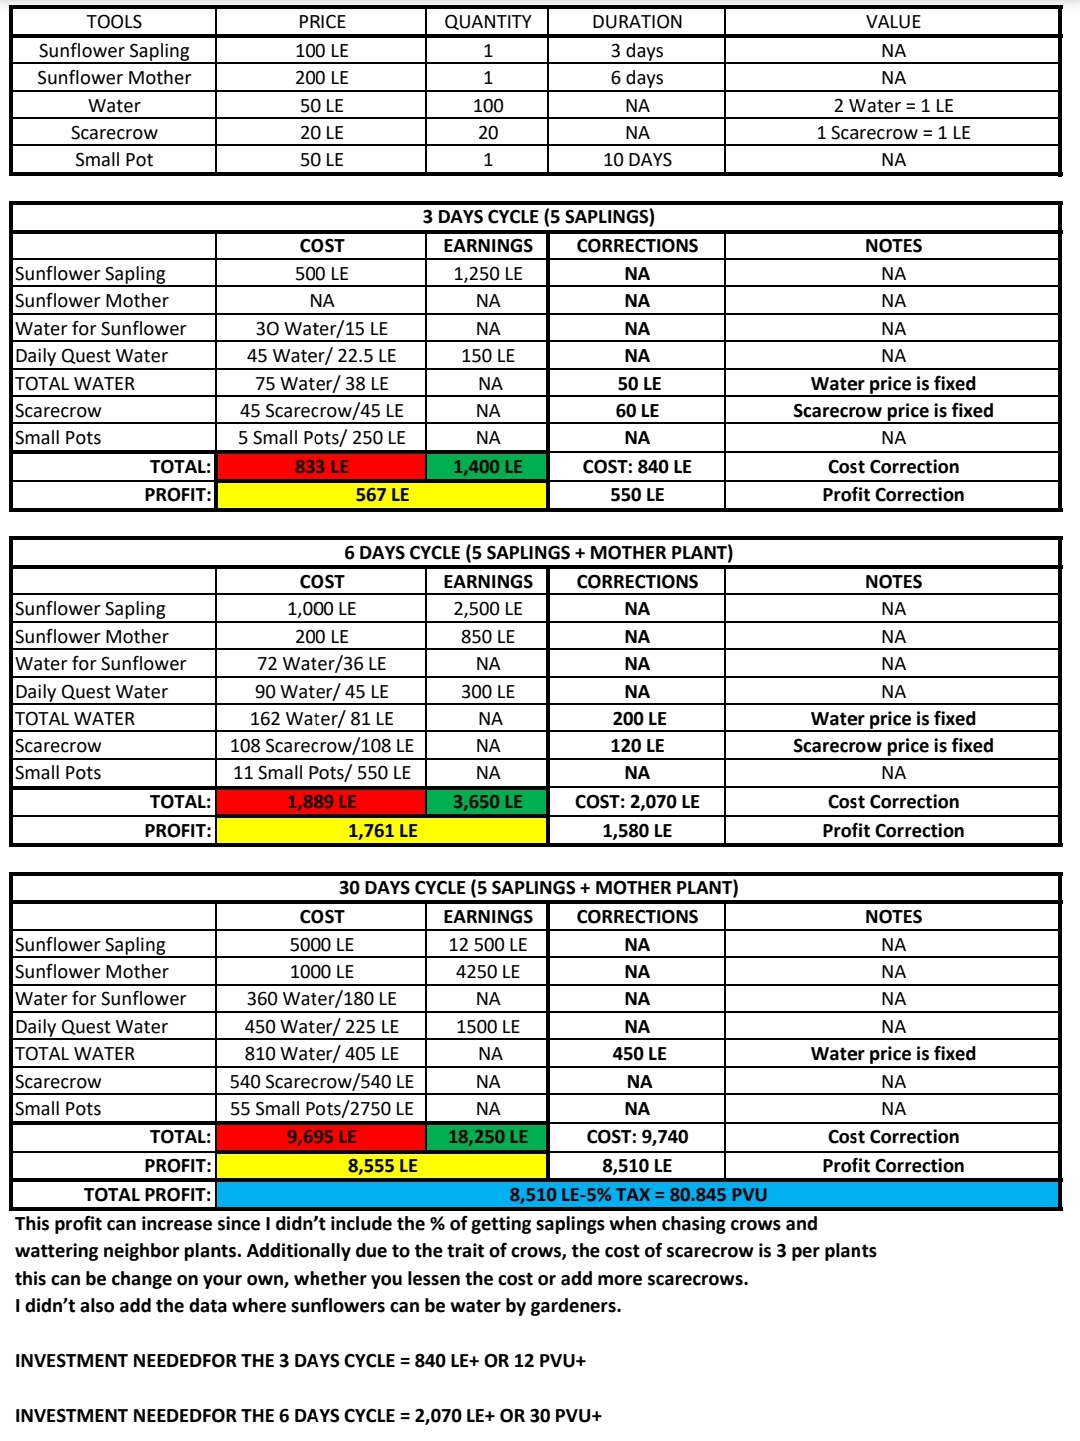 TOOLS PRICE QUANTITY DURATION VALUE
Sunflower Sapling 100 LE 1 3 days NA
Sunflower Mother 200 LE 1 6 days NA
Water 50 LE 100 NA 2 Water = 1 LE
Scarecrow 20 LE 20 NA 1 Scarecrow = 1 LE
Small Pot 50 LE 1 10 DAYS NA
3 DAYS CYCLE (5 SAPLINGS)
COST EARNINGS CORRECTIONS NOTES
Sunflower Sapling 500 LE 1,250 LE NA NA
Sunflower Mother NA NA NA NA
Water for Sunflower 3O Water/15 LE NA NA NA
Daily Quest Water 45 Water/ 22.5 LE 150 LE NA NA
TOTAL WATER 75 Water/ 38 LE NA 50 LE Water price is fixed
Scarecrow 45 Scarecrow/45 LE NA 60 LE Scarecrow price is fixed
Small Pots 5 Small Pots/ 250 LE NA NA NA
TOTAL: 833 LE 1,400 LE COST: 840 LE Cost Correction
PROFIT: 567 LE 550 LE Profit Correction
6 DAYS CYCLE (5 SAPLINGS + MOTHER PLANT)
COST EARNINGS CORRECTIONS NOTES
Sunflower Sapling 1,000 LE 2,500 LE NA NA
Sunflower Mother 200 LE 850 LE NA NA
Water for Sunflower 72 Water/36 LE NA NA NA
Daily Quest Water 90 Water/ 45 LE 300 LE NA NA
TOTAL WATER 162 Water/ 81 LE NA 200 LE Water price is fixed
Scarecrow 108 Scarecrow/108 LE NA 120 LE Scarecrow price is fixed
Small Pots 11 Small Pots/ 550 LE NA NA NA
TOTAL: 1,889 LE 3,650 LE COST: 2,070 LE Cost Correction
PROFIT: 1,761 LE 1,580 LE Profit Correction
30 DAYS CYCLE (5 SAPLINGS + MOTHER PLANT)
COST EARNINGS CORRECTIONS NOTES
Sunflower Sapling 5000 LE 12 500 LE NA NA
Sunflower Mother 1000 LE 4250 LE NA NA
Water for Sunflower 360 Water/180 LE NA NA NA
Daily Quest Water 450 Water/ 225 LE 1500 LE NA NA
TOTAL WATER 810 Water/ 405 LE NA 450 LE Water price is fixed
Scarecrow 540 Scarecrow/540 LE NA NA NA
Small Pots 55 Small Pots/2750 LE NA NA NA
TOTAL: 9,695 LE 18,250 LE COST: 9,740 Cost Correction
PROFIT: 8,555 LE 8,510 LE Profit Correction
TOTAL PROFIT: 8,510 LE-5% TAX = 80.845 PVU
This profit can increase since I didn't include the % of getting saplings when chasing crows and
wattering neighbor plants. Additionally due to the trait of crows, the cost of scarecrow is 3 per plants
this can be change on your own, whether you lessen the cost or add more scarecrows.
I didn't also add the data where sunflowers can be water by gardeners.
INVESTMENT NEEDEDFOR THE 3 DAYS CYCLE = 840 LE+ OR 12 PVU+
INVESTMENT NEEDEDFOR THE 6 DAYS CYCLE = 2,070 LE+ OR 30 PVU+